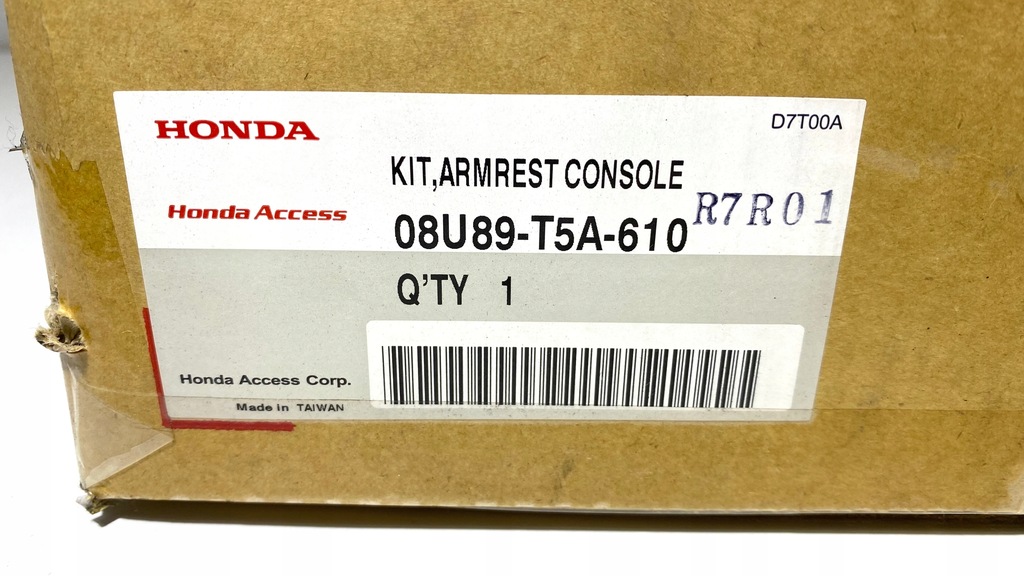 HONDA
D7T00A
KIT,ARMREST CONSOLE
Honda Access
08U89-T5A-610
R7R01
Q'TY 1
Honda Access Corp.
Made in TAIWAN